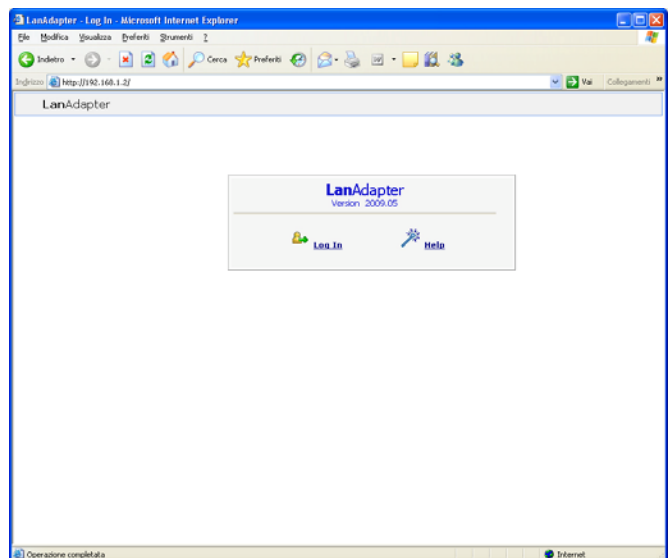 LanAdapter - Log In - Microsoft Internet Explorer
File Modifica Visualizza Preferiti Strumenti ?
Indietro Cerca Preferiti
Indirizzo http://192.168.1.2/ Vai Collegamenti »
LanAdapter
LanAdapter
Version 2009.05
Log In Help
Operazione completata Internet